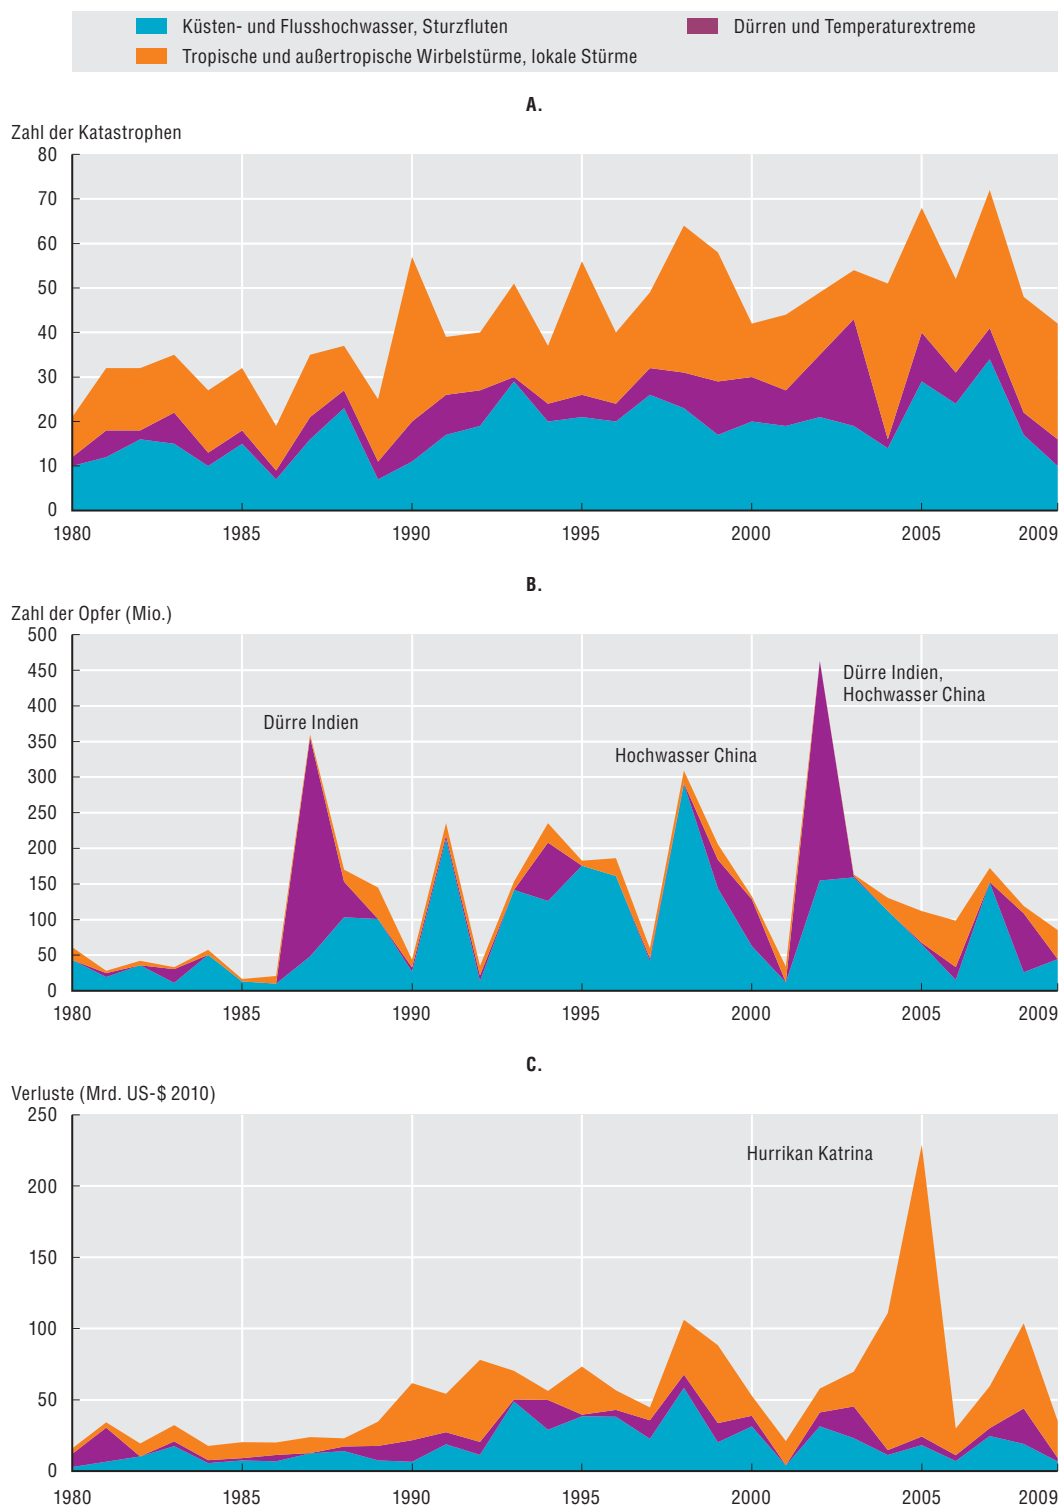 Küsten- und Flusshochwasser, Sturzfluten
Dürren und Temperaturextreme
Tropische und außertropische Wirbelstürme, lokale Stürme
A.
Zahl der Katastrophen
80
70
60
50
40
30
20
10
0
1980 1985 1990 1995 2000 2005 2009
B.
Zahl der Opfer (Mio.)
500
450
400
350
300
250
200
150
100
50
0
Dürre Indien,
Hochwasser China
Dürre Indien
Hochwasser China
1980 1985 1990 1995 2000 2005 2009
C.
Verluste (Mrd. US-$ 2010)
250
200
150
100
50
0
Hurrikan Katrina
1980 1985 1990 1995 2000 2005 2009